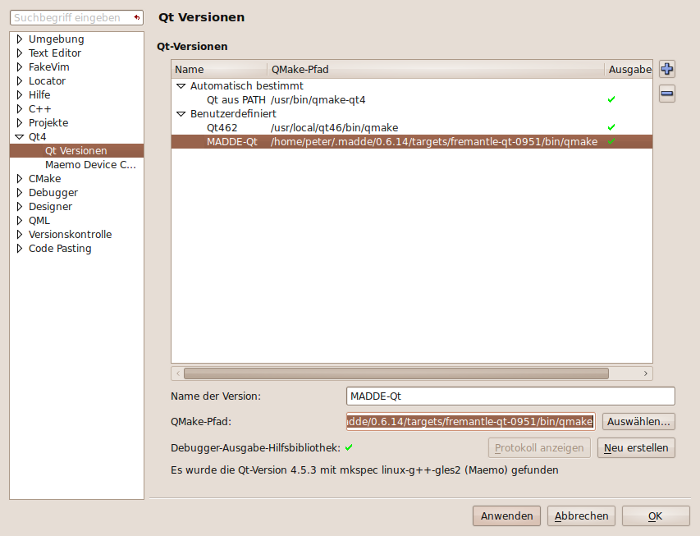 Suchbegriff eingeben
Umgebung
Text Editor
FakeVim
Locator
Hilfe
C++
Projekte
Qt4
Qt Versionen
Maemo Device C...
CMake
Debugger
Designer
QML
Versionskontrolle
Code Pasting
Qt Versionen
Qt-Versionen
Name QMake-Pfad Ausgabe
Automatisch bestimmt
Qt aus PATH /usr/bin/qmake-qt4
Benutzerdefiniert
Qt462 /usr/local/qt46/bin/qmake
MADDE-Qt /home/peter/.madde/0.6.14/targets/fremantle-qt-0951/bin/qmake
Name der Version: MADDE-Qt
QMake-Pfad: adde/0.6.14/targets/fremantle-qt-0951/bin/qmake Auswählen...
Debugger-Ausgabe-Hilfsbibliothek: Protokoll anzeigen Neu erstellen
Es wurde die Qt-Version 4.5.3 mit mkspec linux-g++-gles2 (Maemo) gefunden
Anwenden Abbrechen OK